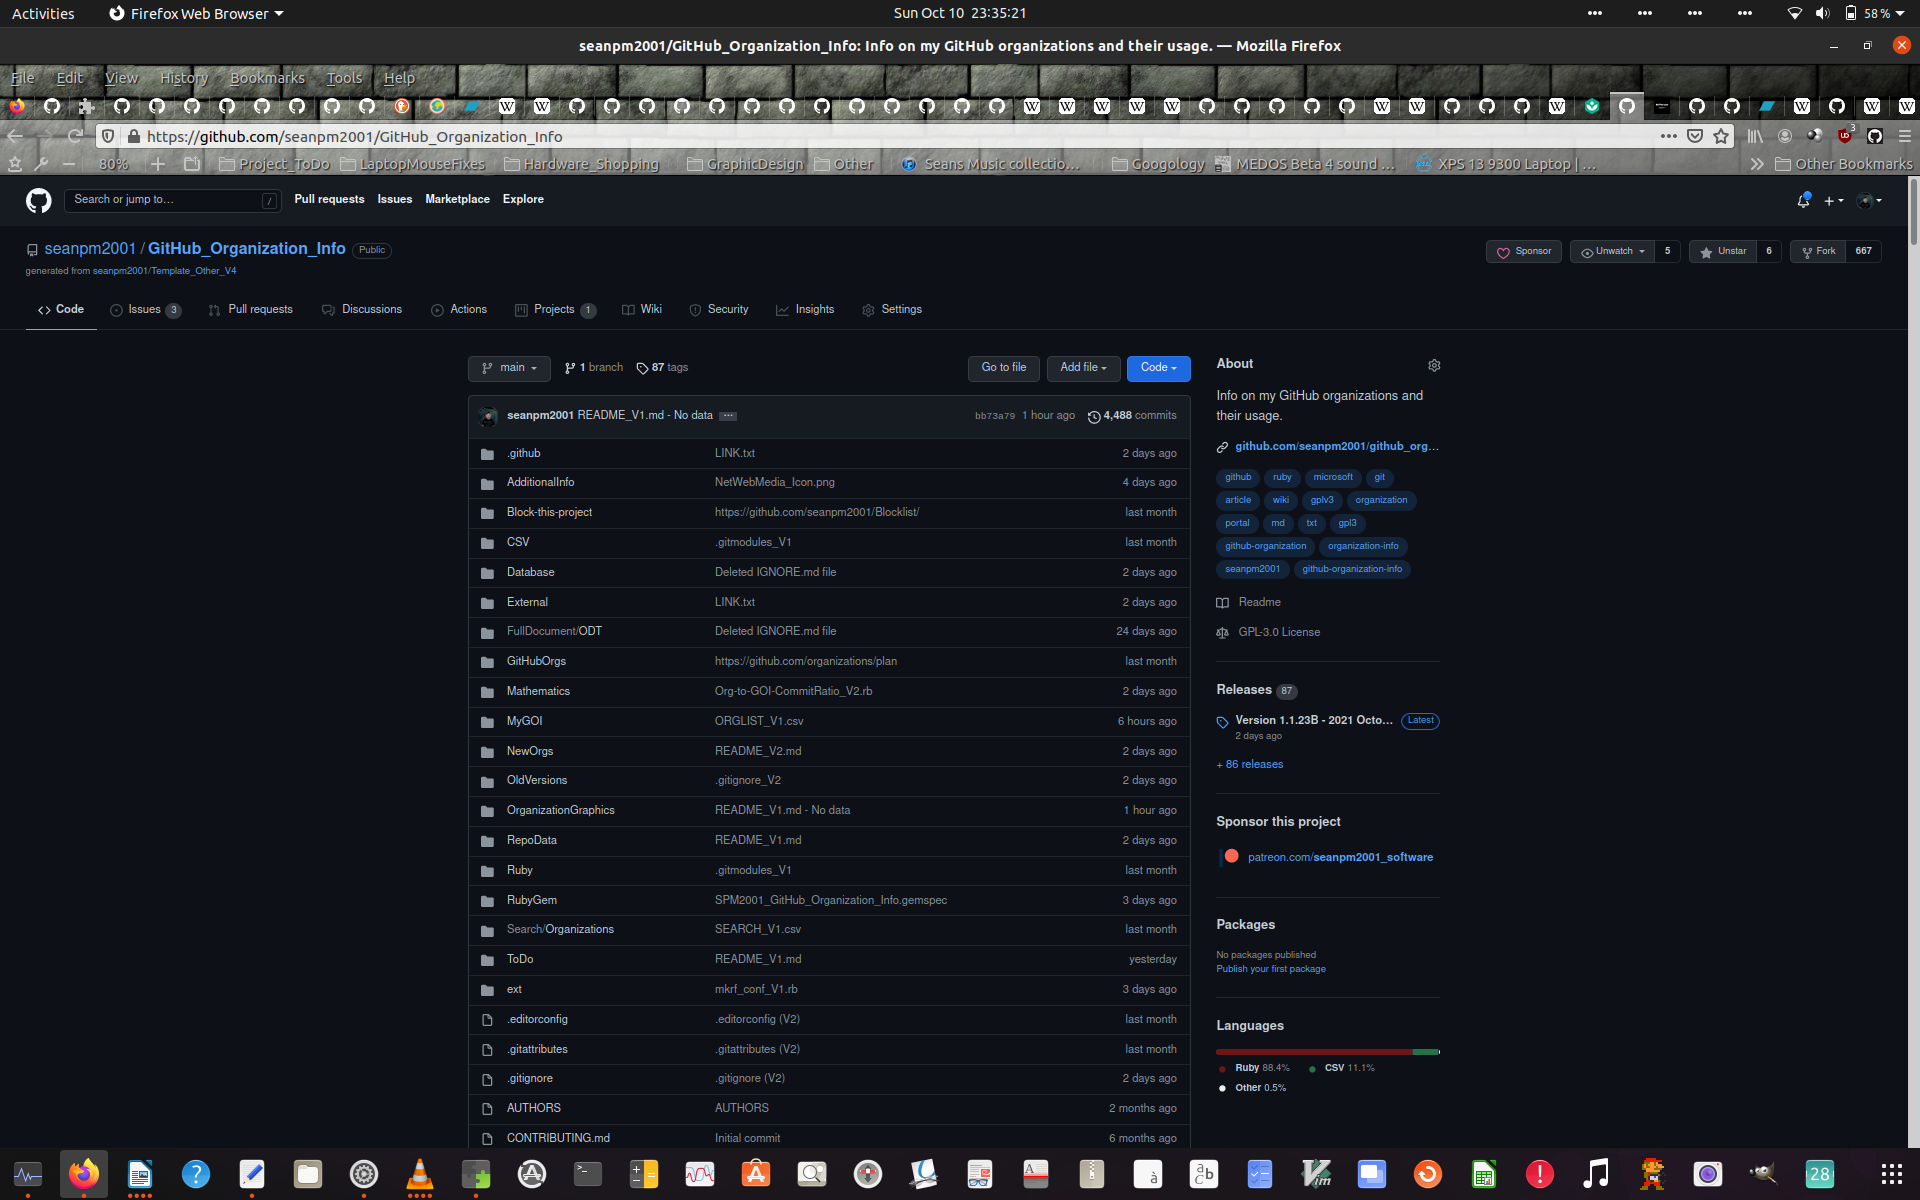 Activities Firefox Web Browser Sun Oct 10 23:35:21 58 %
seanpm2001/GitHub_Organization_Info: Info on my GitHub organizations and their usage. — Mozilla Firefox
File Edit View History Bookmarks Tools Help
https://github.com/seanpm2001/GitHub_Organization_Info 3
80% Project_ToDo LaptopMouseFixes Hardware_Shopping GraphicDesign Other Seans Music collectio… Googology MEDOS Beta 4 sound … XPS 13 9300 Laptop | … Other Bookmarks
Search or jump to… / Pull requests Issues Marketplace Explore
seanpm2001 / GitHub_Organization_Info Public Sponsor Unwatch 5 Unstar 6 Fork 667
generated from seanpm2001/Template_Other_V4
Code Issues 3 Pull requests Discussions Actions Projects 1 Wiki Security Insights Settings
main 1 branch 87 tags Go to file Add file Code
seanpm2001 README_V1.md - No data ... bb73a79 1 hour ago 4,488 commits
.github LINK.txt 2 days ago
AdditionalInfo NetWebMedia_Icon.png 4 days ago
Block-this-project https://github.com/seanpm2001/Blocklist/ last month
CSV .gitmodules_V1 last month
Database Deleted IGNORE.md file 2 days ago
External LINK.txt 2 days ago
FullDocument/ODT Deleted IGNORE.md file 24 days ago
GitHubOrgs https://github.com/organizations/plan last month
Mathematics Org-to-GOI-CommitRatio_V2.rb 2 days ago
MyGOI ORGLIST_V1.csv 6 hours ago
NewOrgs README_V2.md 2 days ago
OldVersions .gitignore_V2 2 days ago
OrganizationGraphics README_V1.md - No data 1 hour ago
RepoData README_V1.md 2 days ago
Ruby .gitmodules_V1 last month
RubyGem SPM2001_GitHub_Organization_Info.gemspec 3 days ago
Search/Organizations SEARCH_V1.csv last month
ToDo README_V1.md yesterday
ext mkrf_conf_V1.rb 3 days ago
.editorconfig .editorconfig (V2) last month
.gitattributes .gitattributes (V2) last month
.gitignore .gitignore (V2) 2 days ago
AUTHORS AUTHORS 2 months ago
CONTRIBUTING.md Initial commit 6 months ago
About
Info on my GitHub organizations and
their usage.
github.com/seanpm2001/github_org…
github ruby microsoft git
article wiki gplv3 organization
portal md txt gpl3
github-organization organization-info
seanpm2001 github-organization-info
Readme
GPL-3.0 License
Releases 87
Version 1.1.23B - 2021 Octo… Latest
2 days ago
+ 86 releases
Sponsor this project
patreon.com/seanpm2001_software
Packages
No packages published
Publish your first package
Languages
Ruby 88.4% CSV 11.1%
Other 0.5%
28